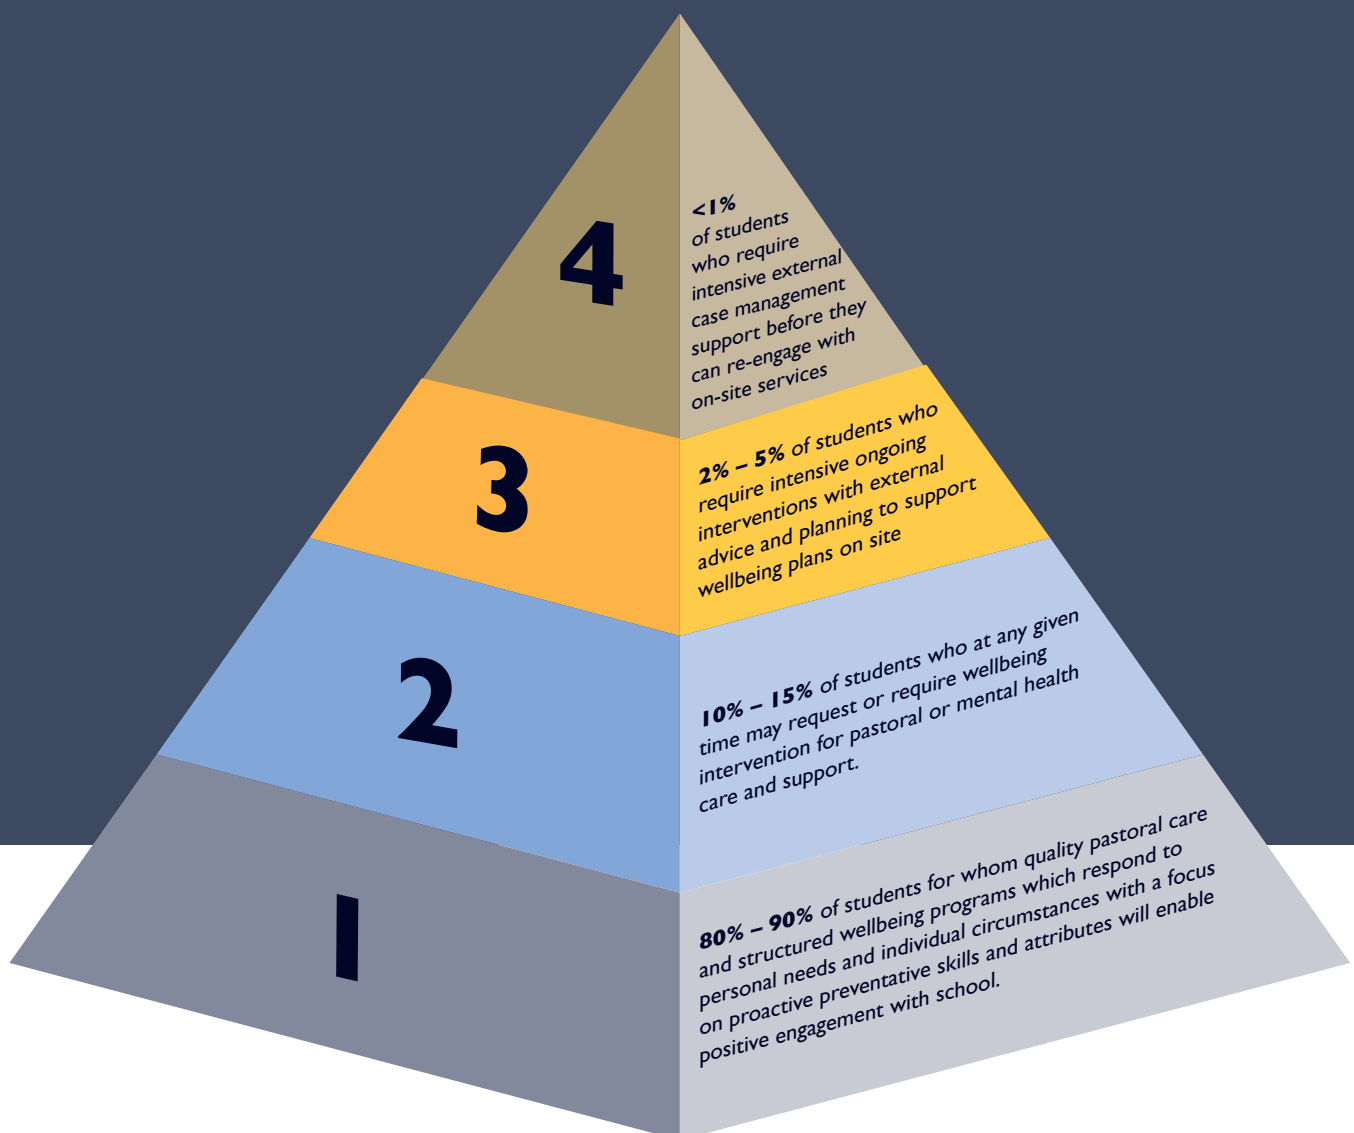 4
<1%
of students
who require
intensive external
case management
support before they
can re-engage with
on-site services
3
2% – 5% of students who
require intensive ongoing
interventions with external
advice and planning to support
wellbeing plans on site
2
10% – 15% of students who at any given
time may request or require wellbeing
intervention for pastoral or mental health
care and support.
1
80% – 90% of students for whom quality pastoral care
and structured wellbeing programs which respond to
personal needs and individual circumstances with a focus
on proactive preventative skills and attributes will enable
positive engagement with school.